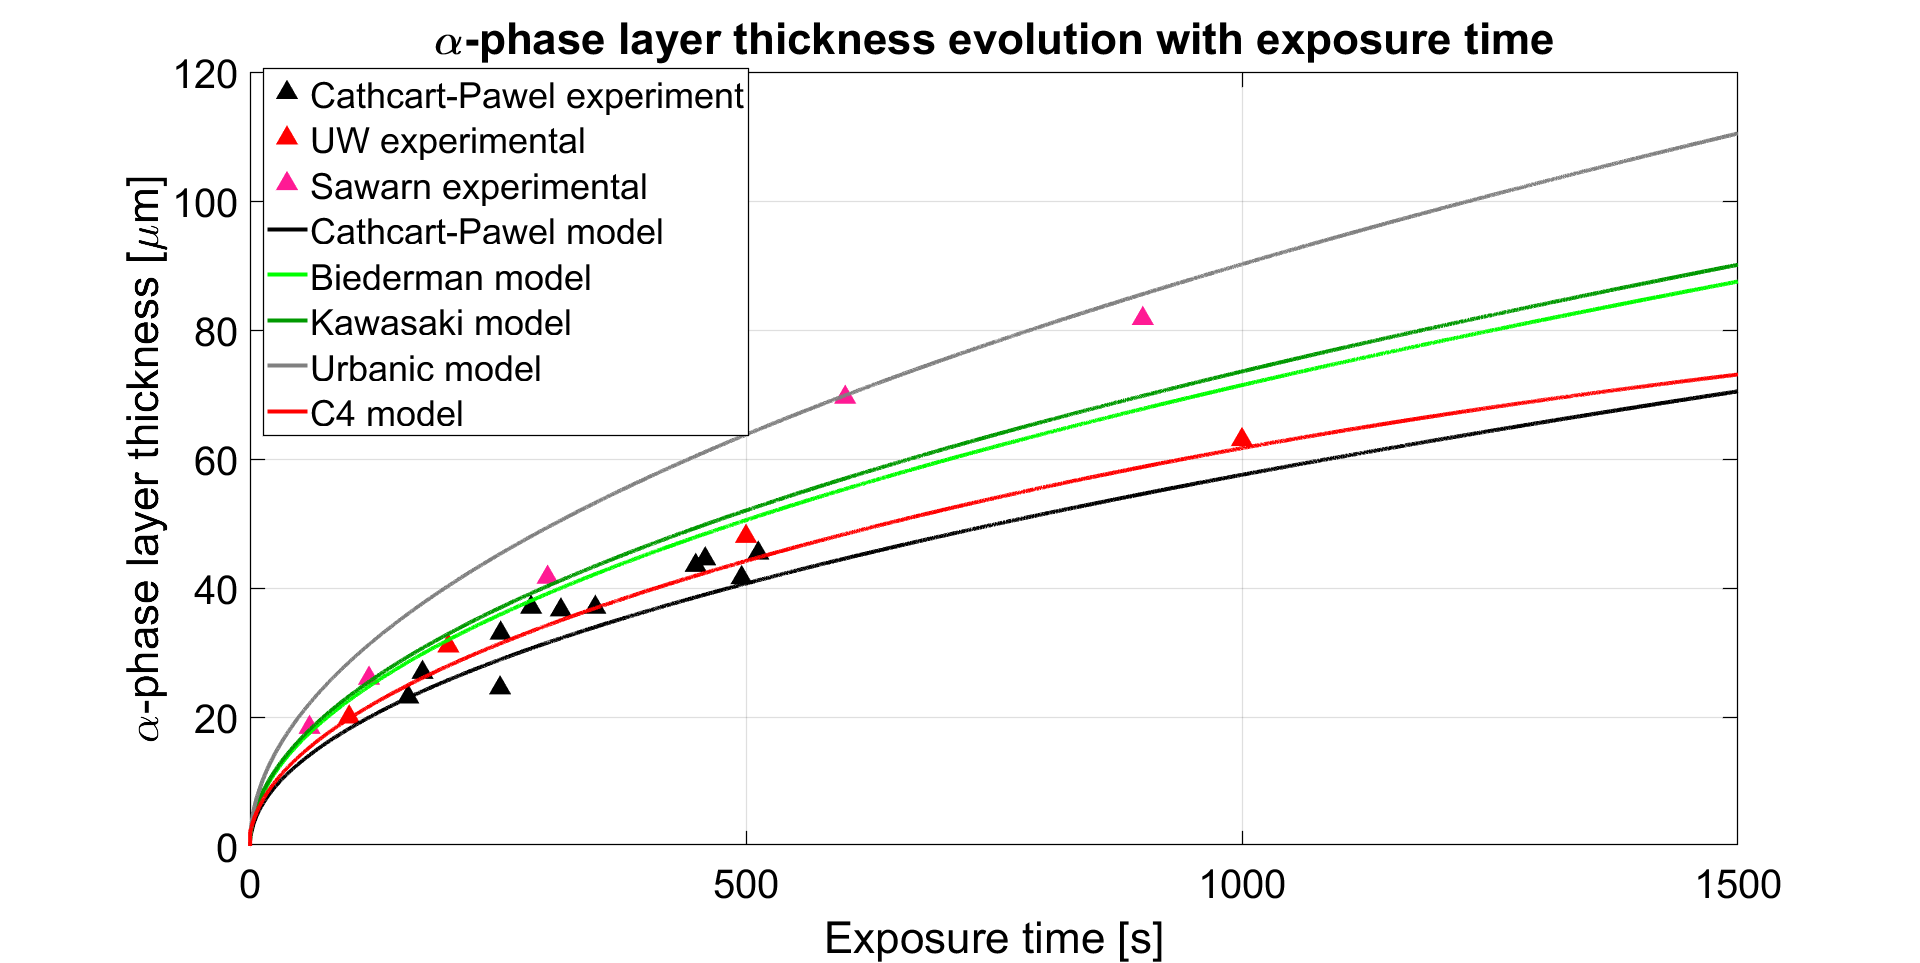 α-phase layer thickness evolution with exposure time
120
100
80
60
40
20
0
α-phase layer thickness [μm]
Cathcart-Pawel experiment
UW experimental
Sawarn experimental
Cathcart-Pawel model
Biederman model
Kawasaki model
Urbanic model
C4 model
0 500 1000 1500
Exposure time [s]